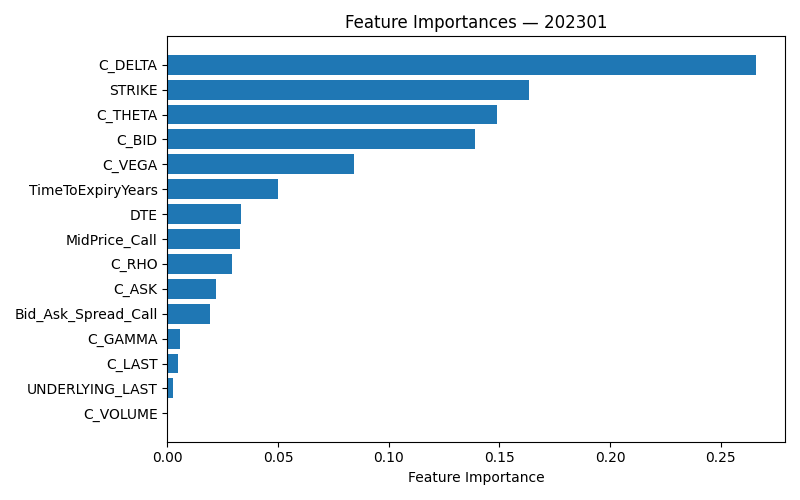 Feature Importances — 202301
C_DELTA
STRIKE
C_THETA
C_BID
C_VEGA
TimeToExpiryYears
DTE
MidPrice_Call
C_RHO
C_ASK
Bid_Ask_Spread_Call
C_GAMMA
C_LAST
UNDERLYING_LAST
C_VOLUME
0.00 0.05 0.10 0.15 0.20 0.25
Feature Importance